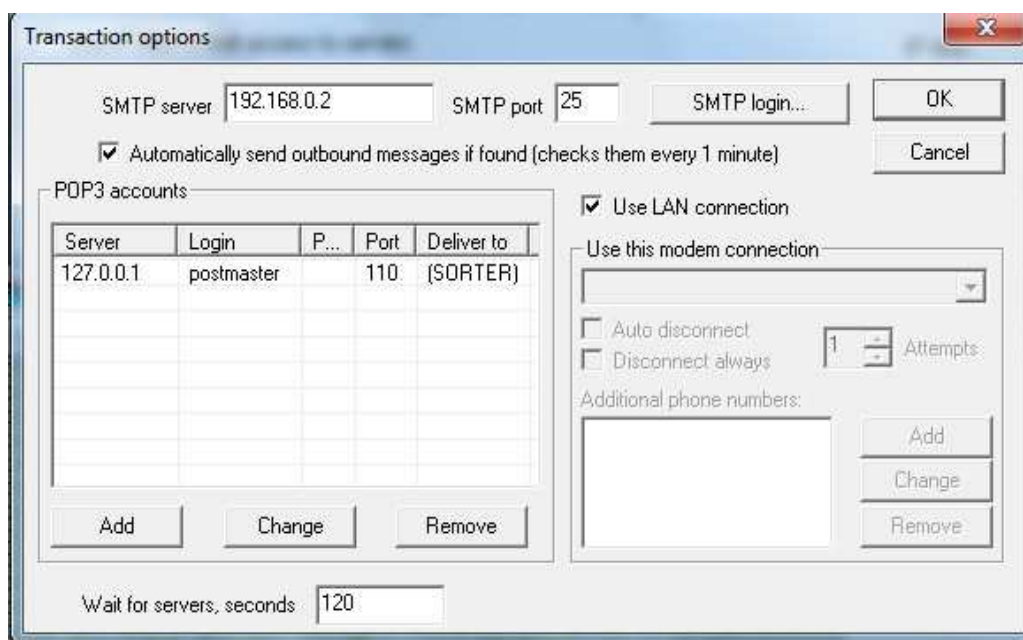 Transaction options
SMTP server 192.168.0.2 SMTP port 25 SMTP login... OK
Automatically send outbound messages if found (checks them every 1 minute) Cancel
POP3 accounts
Server Login P... Port Deliver to
127.0.0.1 postmaster 110 (SORTER)
Add Change Remove
Use LAN connection
Use this modem connection
Auto disconnect
Disconnect always
1 Attempts
Additional phone numbers:
Add
Change
Remove
Wait for servers, seconds 120